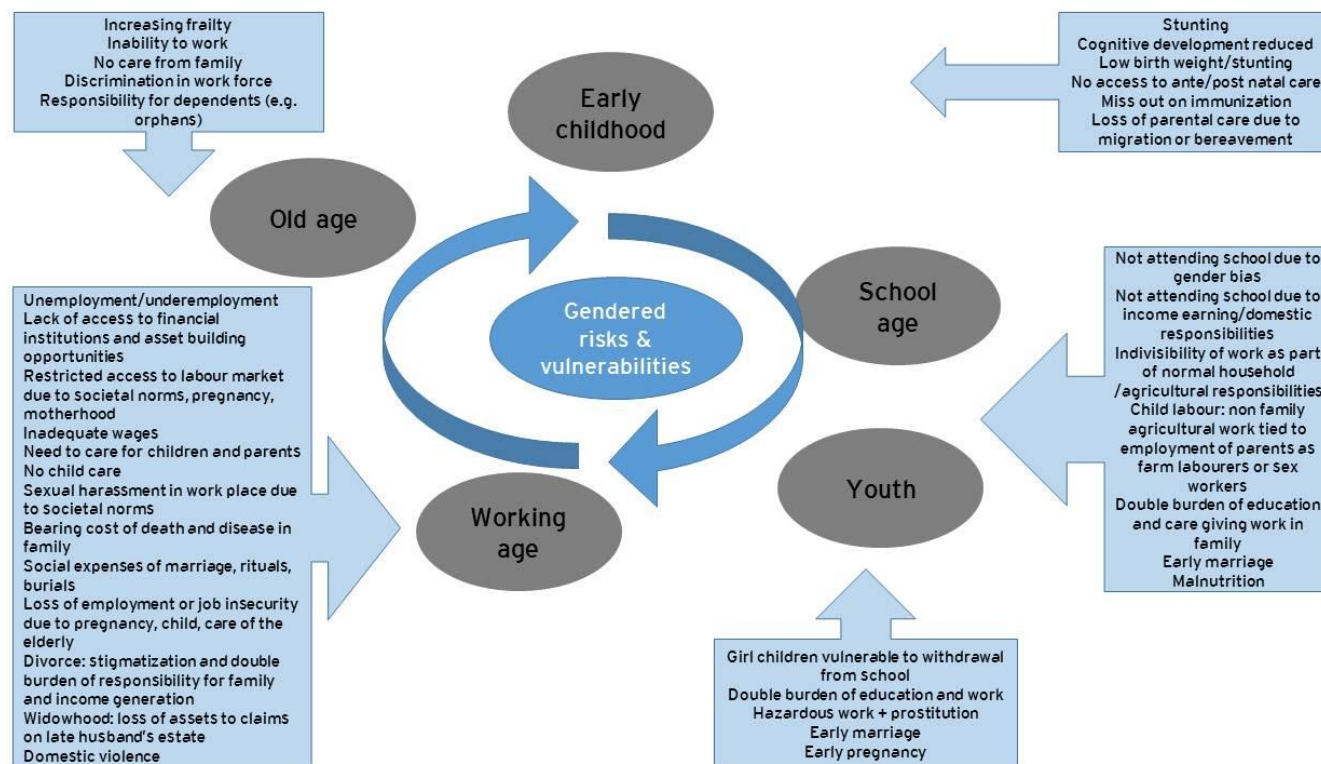 Increasing frailty
Inability to work
No care from family
Discrimination in work force
Responsibility for dependents (e.g.
orphans)
Stunting
Cognitive development reduced
Low birth weight/stunting
No access to ante/post natal care
Miss out on immunization
Loss of parental care due to
migration or bereavement
Early
childhood
Old age
School
age
Gendered
risks &
vulnerabilities
Youth
Working
age
Unemployment/underemployment
Lack of access to financial
institutions and asset building
opportunities
Restricted access to labour market
due to societal norms, pregnancy,
motherhood
Inadequate wages
Need to care for children and parents
No child care
Sexual harassment in work place due
to societal norms
Bearing cost of death and disease in
family
Social expenses of marriage, rituals,
burials
Loss of employment or job insecurity
due to pregnancy, child, care of the
elderly
Divorce: stigmatization and double
burden of responsibility for family
and income generation
Widowhood: loss of assets to claims
on late husband's estate
Domestic violence
Not attending school due to
gender bias
Not attending school due to
income earning/domestic
responsibilities
Indivisibility of work as part
of normal household
/agricultural responsibilities
Child labour: non family
agricultural work tied to
employment of parents as
farm labourers or sex
workers
Double burden of education
and care giving work in
family
Early marriage
Malnutrition
Girl children vulnerable to withdrawal
from school
Double burden of education and work
Hazardous work + prostitution
Early marriage
Early pregnancy